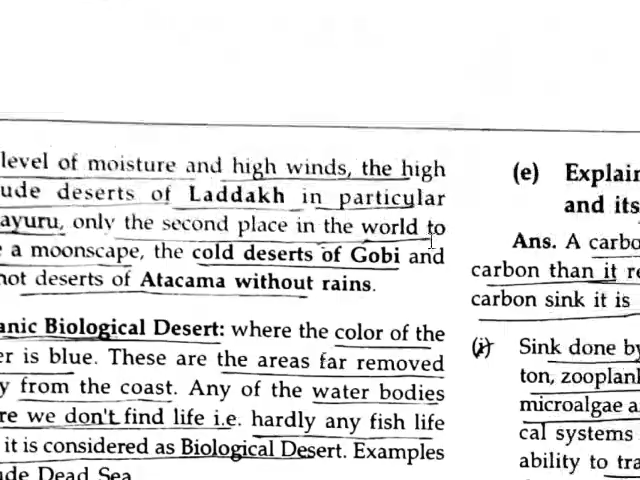 level of moisture and high winds, the high
ude deserts of Laddakh in particular
ayuru, only the second place in the world to
a moonscape, the cold deserts of Gobi and
hot deserts of Atacama without rains.
anic Biological Desert: where the color of the
er is blue. These are the areas far removed
y from the coast. Any of the water bodies
re we don't find life i.e. hardly any fish life
it is considered as Biological Desert. Examples
ude Dead Sea
(e) Explain
and its
Ans. A carbo
carbon than it re
carbon sink it is
(i) Sink done by
ton, zooplank
microalgae a
cal systems
ability to tra